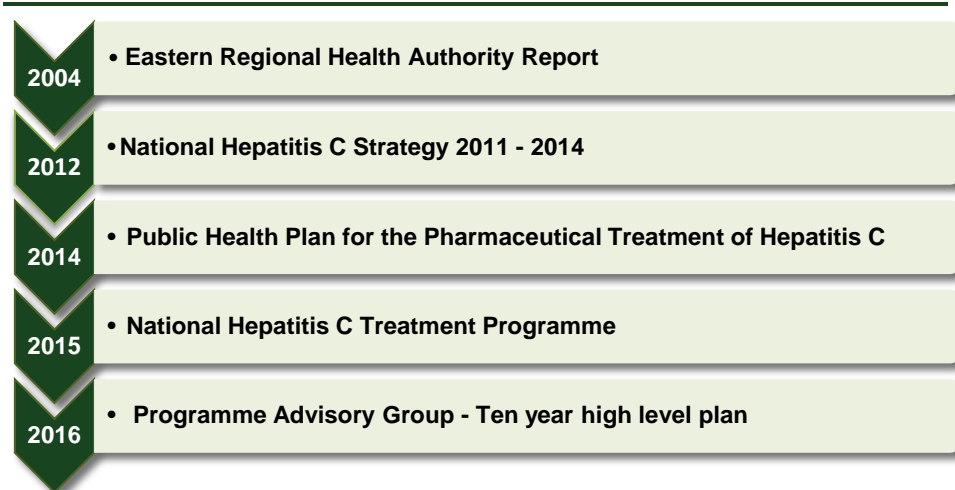 2004
• Eastern Regional Health Authority Report
2012
• National Hepatitis C Strategy 2011 - 2014
2014
• Public Health Plan for the Pharmaceutical Treatment of Hepatitis C
2015
• National Hepatitis C Treatment Programme
2016
• Programme Advisory Group - Ten year high level plan